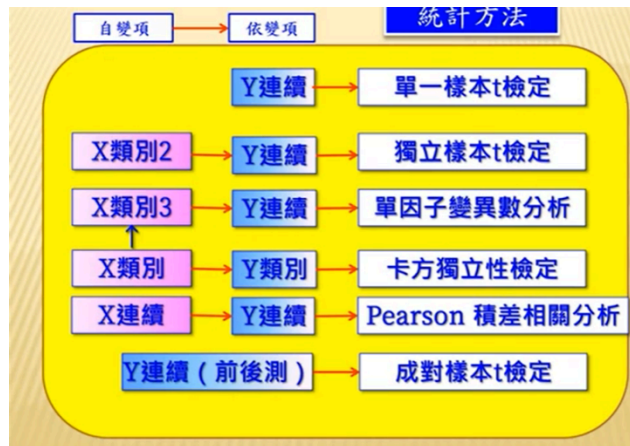 自變項 依變項 統計方法
Y連續 單一樣本t檢定
X類別2 Y連續 獨立樣本t檢定
X類別3 Y連續 單因子變異數分析
X類別 Y類別 卡方獨立性檢定
X連續 Y連續 Pearson 積差相關分析
Y連續（前後測） 成對樣本t檢定